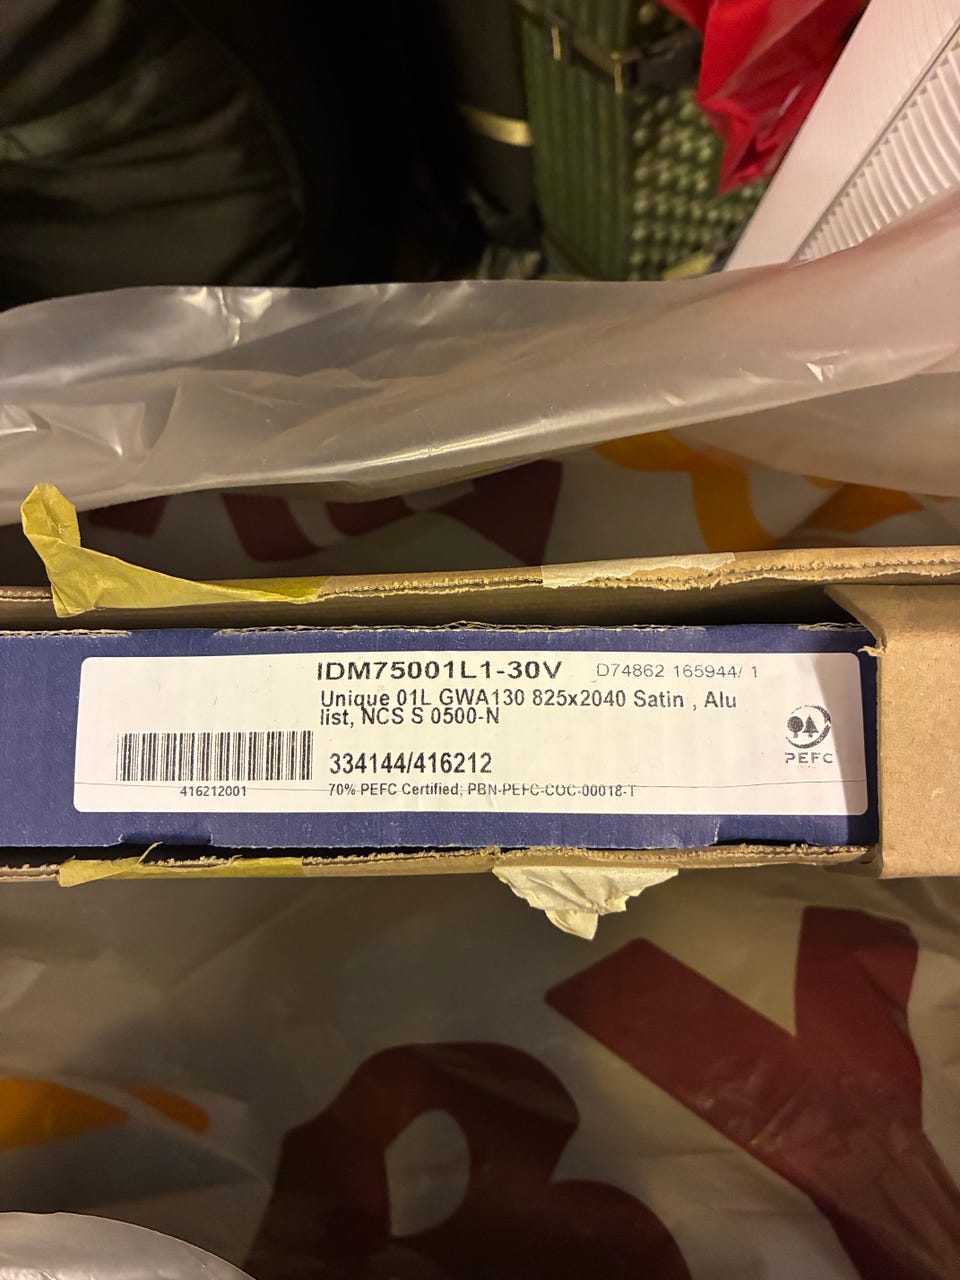 IDM75001L1-30V D74862 165944/ 1
Unique 01L GWA130 825x2040 Satin , Alu
list, NCS S 0500-N
334144/416212
416212001
70% PEFC Certified; PBN-PEFC-COC-00018-T
PEFC